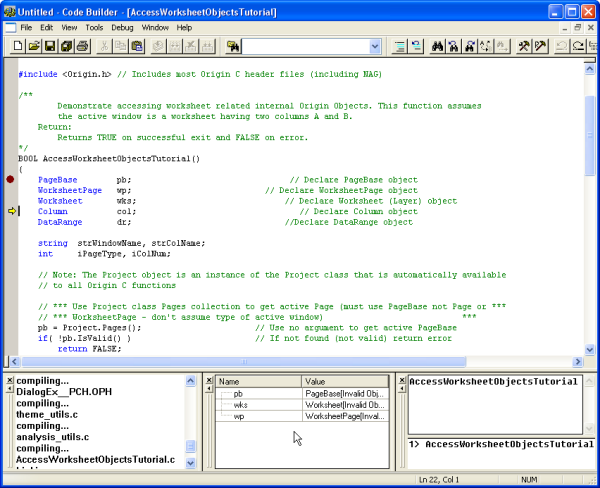 Untitled - Code Builder - [AccessWorksheetObjectsTutorial]
File Edit View Tools Debug Window Help
#include <Origin.h> // Includes most Origin C header files (including NAG)
/**
Demonstrate accessing worksheet related internal Origin Objects. This function assumes
the active window is a worksheet having two columns A and B.
Return:
Returns TRUE on successful exit and FALSE on error.
*/
BOOL AccessWorksheetObjectsTutorial()
{
PageBase pb; // Declare PageBase object
WorksheetPage wp; // Declare WorksheetPage object
Worksheet wks; // Declare Worksheet (Layer) object
Column col; // Declare Column object
DataRange dr; //Declare DataRange object
string strWindowName, strColName;
int iPageType, iColNum;
// Note: The Project object is an instance of the Project class that is automatically available
// to all Origin C functions
// *** Use Project class Pages collection to get active Page (must use PageBase not Page or ***
// *** WorksheetPage - don't assume type of active window) ***
pb = Project.Pages(); // Use no argument to get active PageBase
if( !pb.IsValid() ) // If not found (not valid) return error
return FALSE;
compiling...
DialogEx__PCH.OPH
compiling...
theme_utils.c
compiling...
analysis_utils.c
compiling...
AccessWorksheetObjectsTutorial.c
Name Value
pb PageBase(Invalid Obj...
wks Worksheet(Invalid Ob...
wp WorksheetPage(Inval...
AccessWorksheetObjectsTutorial
1> AccessWorksheetObjectsTutorial
Ln 22, Col 1 NUM